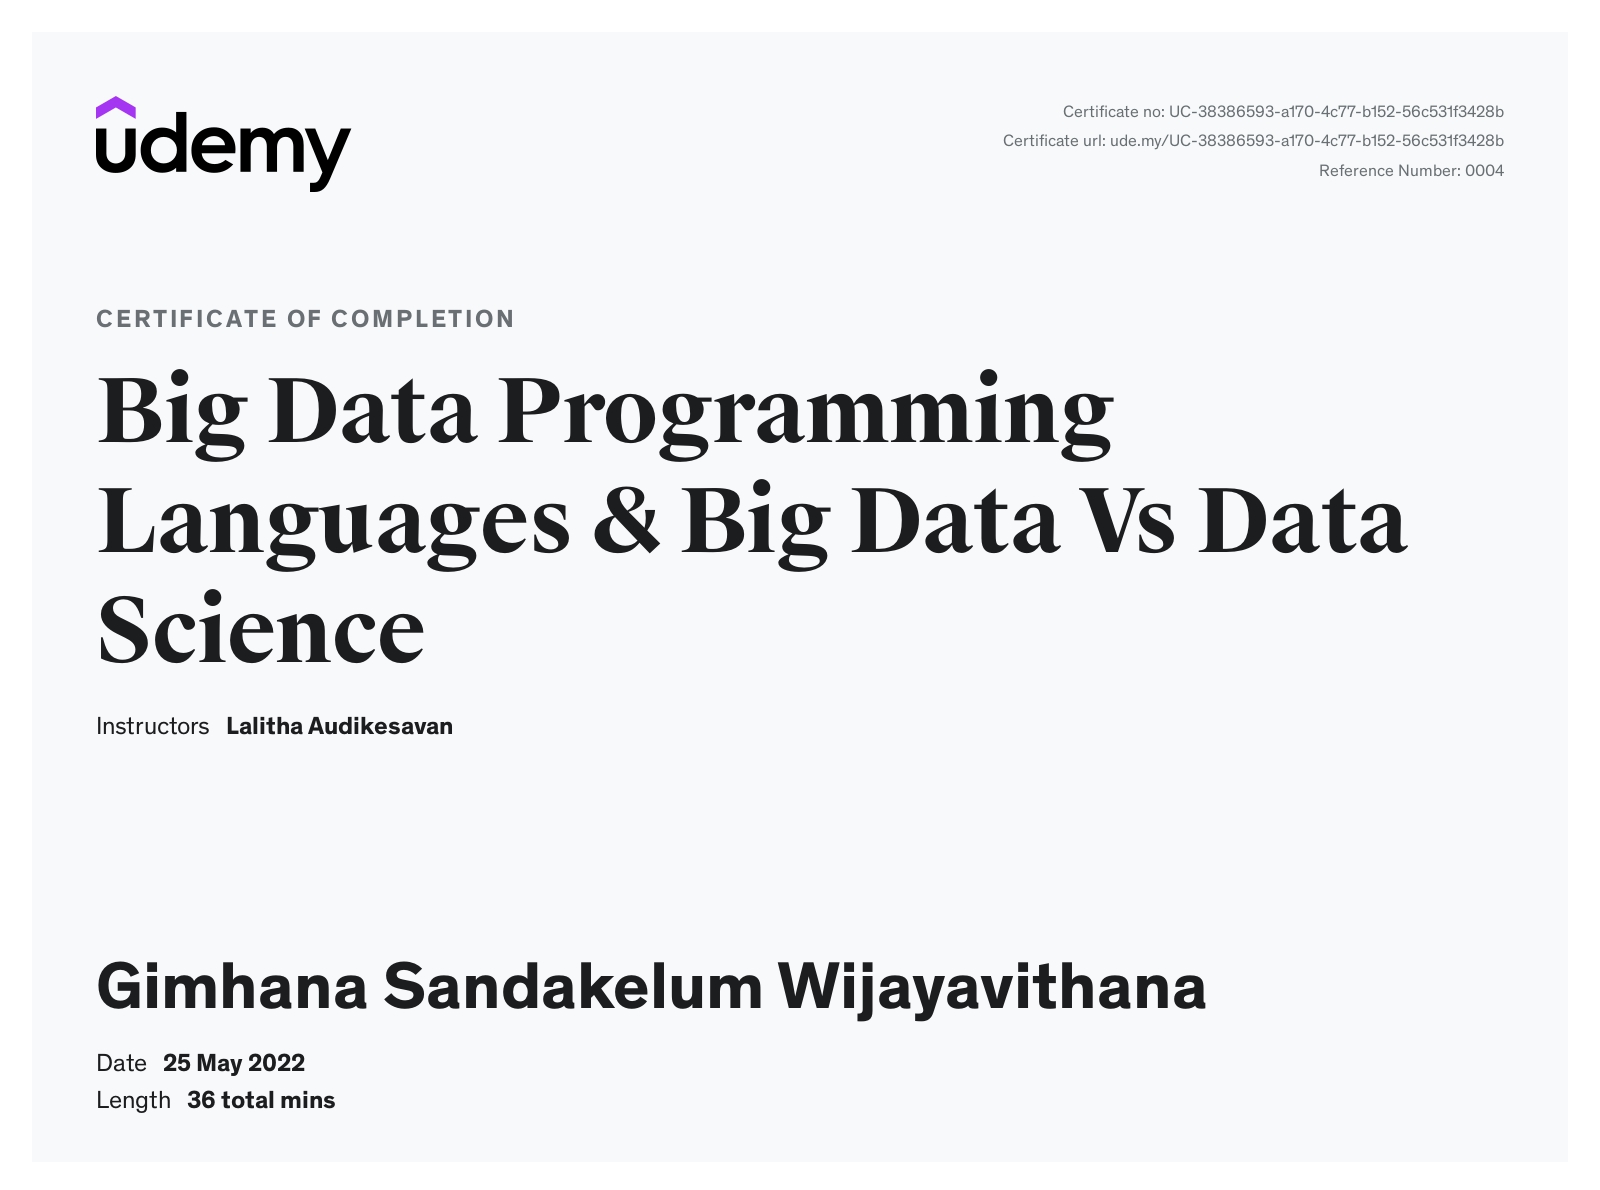 udemy
Certificate no: UC-38386593-a170-4c77-b152-56c531f3428b
Certificate url: ude.my/UC-38386593-a170-4c77-b152-56c531f3428b
Reference Number: 0004
CERTIFICATE OF COMPLETION
Big Data Programming
Languages & Big Data Vs Data
Science
Instructors Lalitha Audikesavan
Gimhana Sandakelum Wijayavithana
Date 25 May 2022
Length 36 total mins